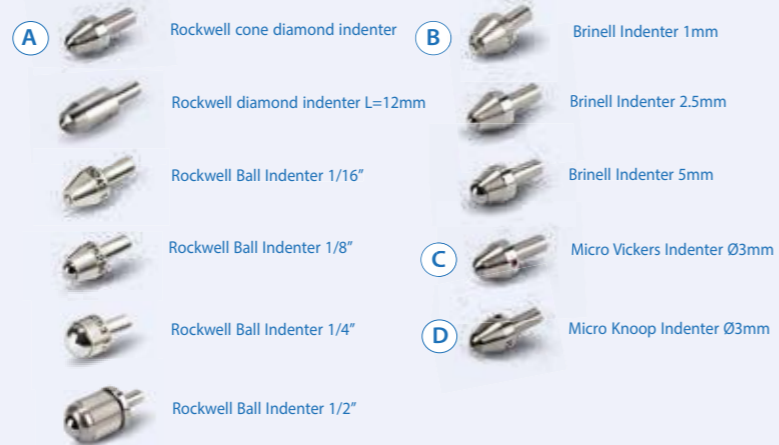 A
Rockwell cone diamond indenter
Rockwell diamond indenter L=12mm
Rockwell Ball Indenter 1/16”
Rockwell Ball Indenter 1/8”
Rockwell Ball Indenter 1/4”
Rockwell Ball Indenter 1/2”
B
Brinell Indenter 1mm
Brinell Indenter 2.5mm
Brinell Indenter 5mm
C
Micro Vickers Indenter Ø3mm
D
Micro Knoop Indenter Ø3mm